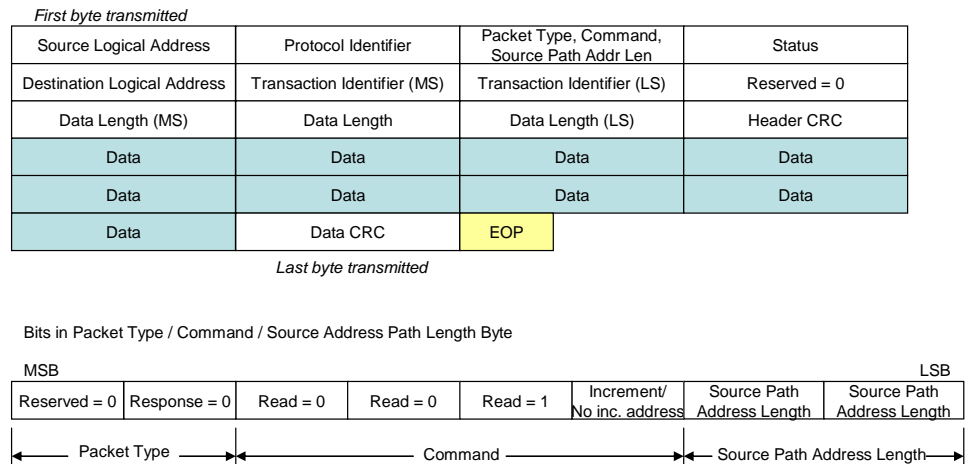 First byte transmitted
Source Logical Address Protocol Identifier Packet Type, Command, Source Path Addr Len Status
Destination Logical Address Transaction Identifier (MS) Transaction Identifier (LS) Reserved = 0
Data Length (MS) Data Length Data Length (LS) Header CRC
Data Data Data Data
Data Data Data Data
Data Data CRC EOP
Last byte transmitted
Bits in Packet Type / Command / Source Address Path Length Byte
MSB LSB
Reserved = 0 Response = 0 Read = 0 Read = 0 Read = 1 Increment/ No inc. address Source Path Address Length Source Path Address Length
Packet Type Command Source Path Address Length